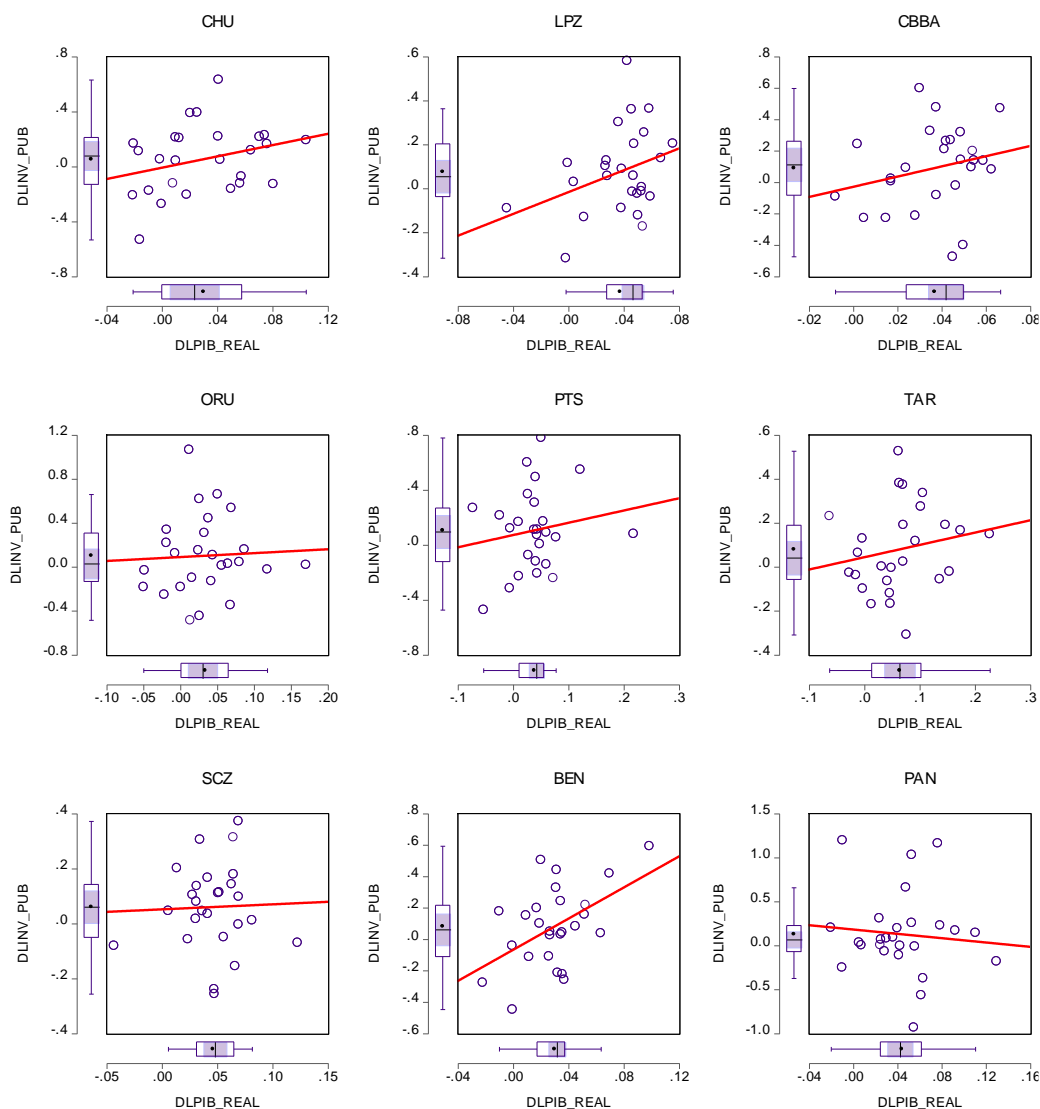 CHU
.8
.4
.0
-.4
-.8
DLINV_PUB
-.04 .00 .04 .08 .12
DLPIB_REAL
LPZ
.6
.4
.2
.0
-.2
-.4
DLINV_PUB
-.08 -.04 .00 .04 .08
DLPIB_REAL
CBBA
.8
.6
.4
.2
.0
-.2
-.4
-.6
DLINV_PUB
-.02 .00 .02 .04 .06 .08
DLPIB_REAL
ORU
1.2
0.8
0.4
0.0
-0.4
-0.8
DLINV_PUB
-.10 -.05 .00 .05 .10 .15 .20
DLPIB_REAL
PTS
.8
.4
.0
-.4
-.8
DLINV_PUB
-.1 .0 .1 .2 .3
DLPIB_REAL
TAR
.6
.4
.2
.0
-.2
-.4
DLINV_PUB
-.1 .0 .1 .2 .3
DLPIB_REAL
SCZ
.4
.2
.0
-.2
-.4
DLINV_PUB
-.05 .00 .05 .10 .15
DLPIB_REAL
BEN
.8
.6
.4
.2
.0
-.2
-.4
-.6
DLINV_PUB
-.04 .00 .04 .08 .12
DLPIB_REAL
PAN
1.5
1.0
0.5
0.0
-0.5
-1.0
DLINV_PUB
-.04 .00 .04 .08 .12 .16
DLPIB_REAL